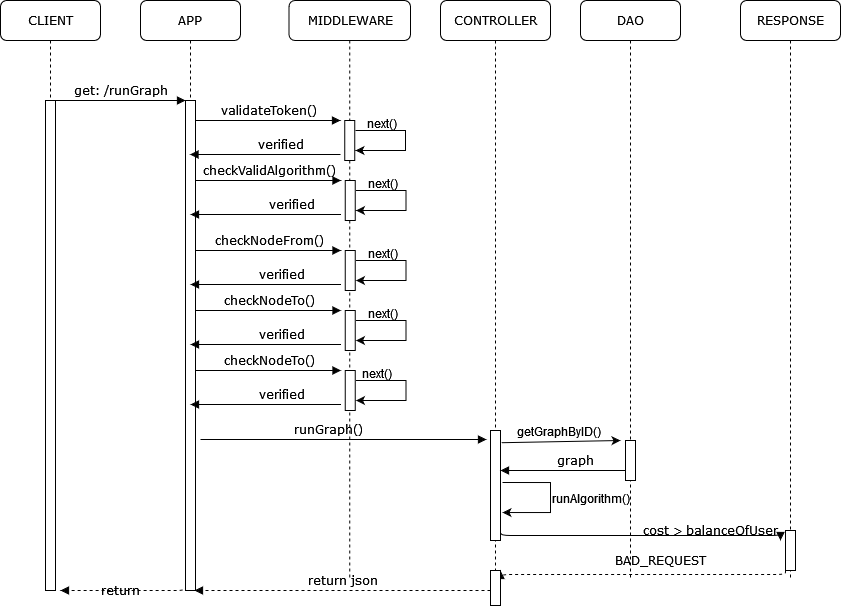 CLIENT
APP
MIDDLEWARE
CONTROLLER
DAO
RESPONSE
get: /runGraph
validateToken()
next()
verified
checkValidAlgorithm()
next()
verified
checkNodeFrom()
next()
verified
checkNodeTo()
next()
verified
checkNodeTo()
next()
verified
runGraph()
getGraphByID()
graph
runAlgorithm()
cost > balanceOfUser
BAD_REQUEST
return json
return